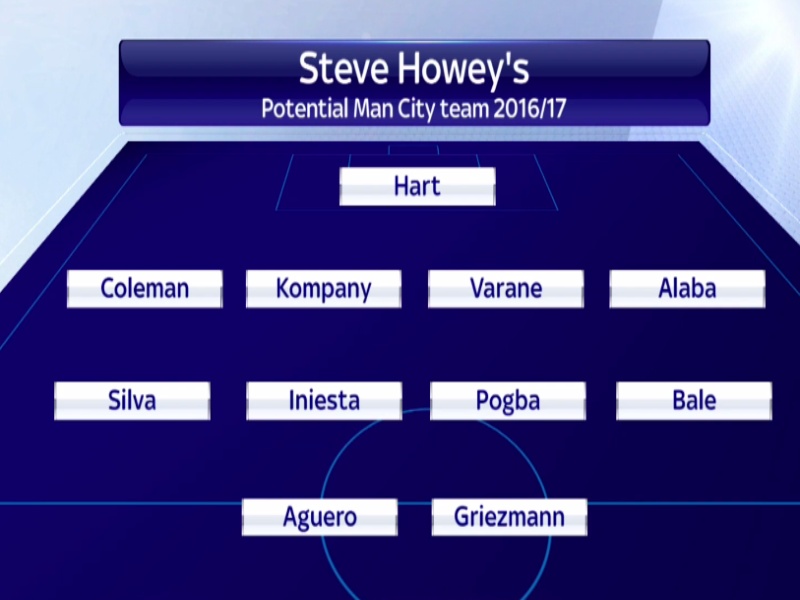 Steve Howey's
Potential Man City team 2016/17
Hart
Coleman Kompany Varane Alaba
Silva Iniesta Pogba Bale
Aguero Griezmann